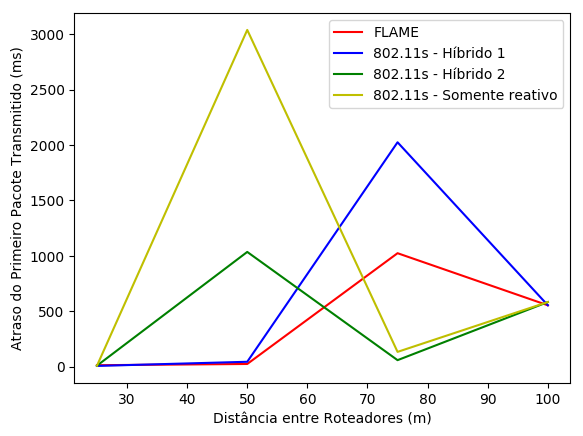 FLAME
802.11s - Híbrido 1
802.11s - Híbrido 2
802.11s - Somente reativo
Atraso do Primeiro Pacote Transmitido (ms)
3000
2500
2000
1500
1000
500
0
30 40 50 60 70 80 90 100
Distância entre Roteadores (m)